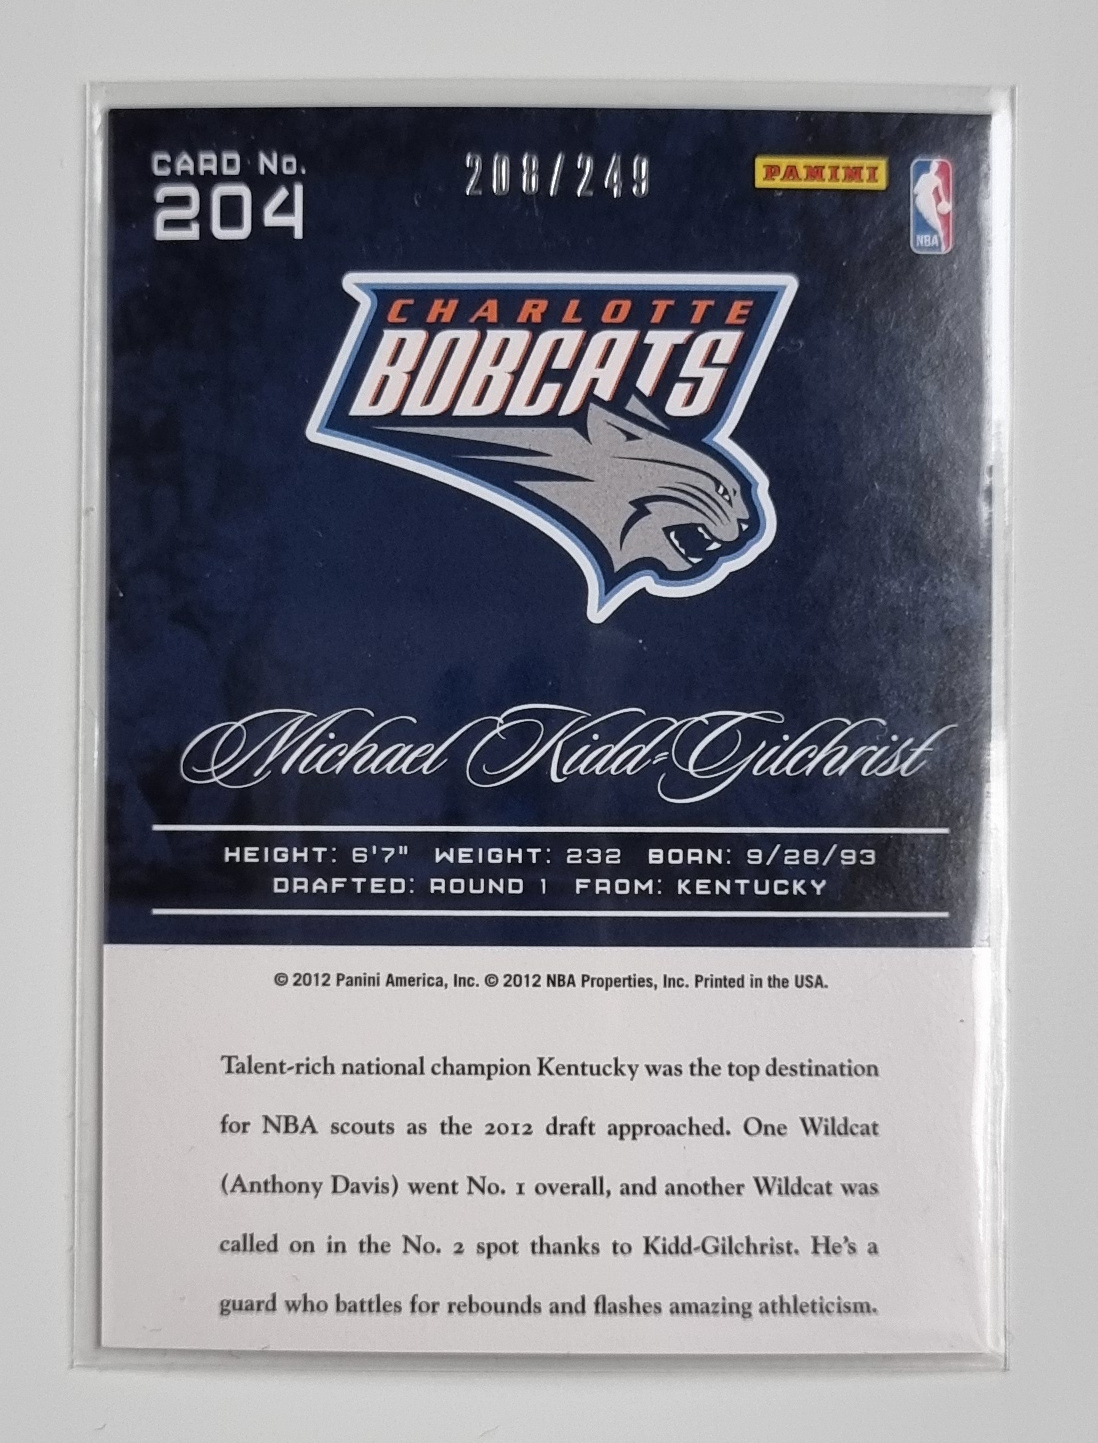 CARD No.
204
208/249
PANINI
NBA
CHARLOTTE
BOBCATS
Michael Kidd-Gilchrist
HEIGHT: 6'7" WEIGHT: 232 BORN: 9/28/93
DRAFTED: ROUND 1 FROM: KENTUCKY
© 2012 Panini America, Inc. © 2012 NBA Properties, Inc. Printed in the USA.
Talent-rich national champion Kentucky was the top destination
for NBA scouts as the 2012 draft approached. One Wildcat
(Anthony Davis) went No. 1 overall, and another Wildcat was
called on in the No. 2 spot thanks to Kidd-Gilchrist. He's a
guard who battles for rebounds and flashes amazing athleticism.